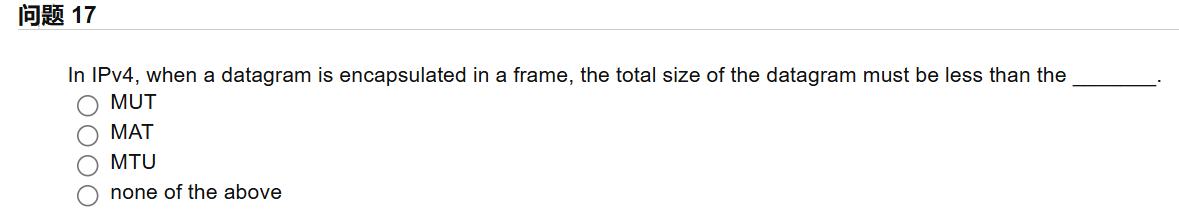 问题 17
In IPv4, when a datagram is encapsulated in a frame, the total size of the datagram must be less than the _______.
MUT
MAT
MTU
none of the above